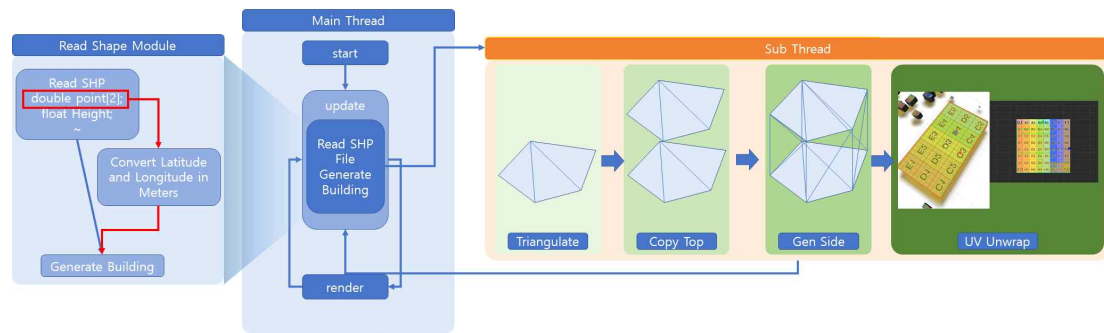 Read Shape Module
Read SHP
double point[2];
float Height;
~
Convert Latitude
and Longitude in
Meters
Generate Building
Main Thread
start
update
Read SHP
File
Generate
Building
render
Sub Thread
Triangulate
Copy Top
Gen Side
UV Unwrap